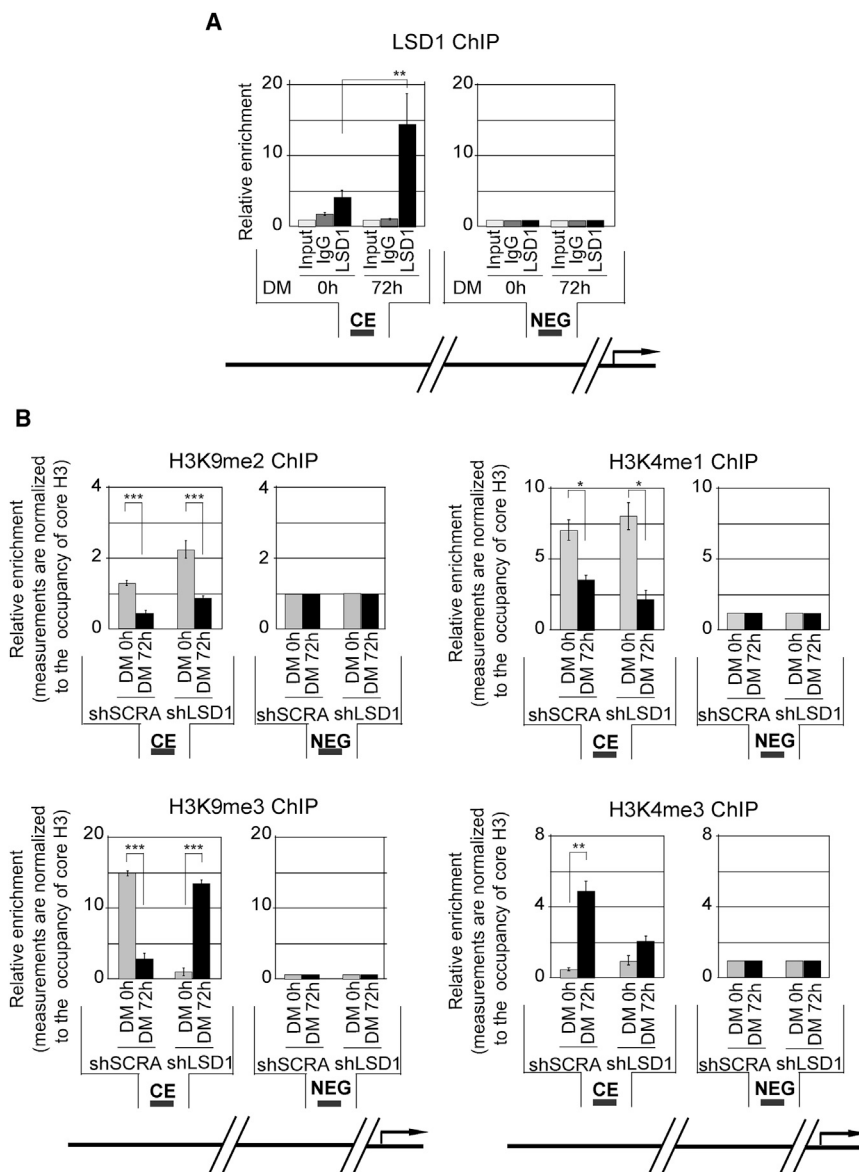 A
LSD1 ChIP
Relative enrichment
20
10
0
**
20
10
0
Input
IgG
LSD1
Input
IgG
LSD1
Input
IgG
LSD1
Input
IgG
LSD1
DM 0h 72h DM 0h 72h
CE NEG
B
H3K9me2 ChIP
Relative enrichment
(measurements are normalized
to the occupancy of core H3)
4
2
0
*** ***
4
2
0
DM 0h
DM 72h
DM 0h
DM 72h
DM 0h
DM 72h
DM 0h
DM 72h
shSCRA shLSD1 shSCRA shLSD1
CE NEG
H3K4me1 ChIP
Relative enrichment
(measurements are normalized
to the occupancy of core H3)
10
5
0
* *
10
5
0
DM 0h
DM 72h
DM 0h
DM 72h
DM 0h
DM 72h
DM 0h
DM 72h
shSCRA shLSD1 shSCRA shLSD1
CE NEG
H3K9me3 ChIP
Relative enrichment
(measurements are normalized
to the occupancy of core H3)
20
10
0
*** ***
20
10
0
DM 0h
DM 72h
DM 0h
DM 72h
DM 0h
DM 72h
DM 0h
DM 72h
shSCRA shLSD1 shSCRA shLSD1
CE NEG
H3K4me3 ChIP
Relative enrichment
(measurements are normalized
to the occupancy of core H3)
8
4
0
**
8
4
0
DM 0h
DM 72h
DM 0h
DM 72h
DM 0h
DM 72h
DM 0h
DM 72h
shSCRA shLSD1 shSCRA shLSD1
CE NEG